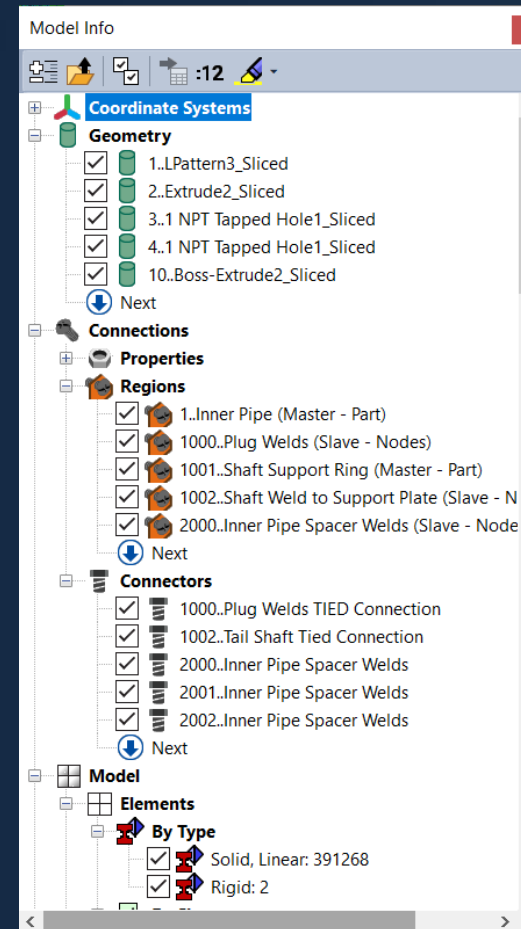 Model Info
:12
Coordinate Systems
Geometry
1..LPattern3_Sliced
2..Extrude2_Sliced
3..1 NPT Tapped Hole1_Sliced
4..1 NPT Tapped Hole1_Sliced
10..Boss-Extrude2_Sliced
Next
Connections
Properties
Regions
1..Inner Pipe (Master - Part)
1000..Plug Welds (Slave - Nodes)
1001..Shaft Support Ring (Master - Part)
1002..Shaft Weld to Support Plate (Slave - N
2000..Inner Pipe Spacer Welds (Slave - Node
Next
Connectors
1000..Plug Welds TIED Connection
1002..Tail Shaft Tied Connection
2000..Inner Pipe Spacer Welds
2001..Inner Pipe Spacer Welds
2002..Inner Pipe Spacer Welds
Next
Model
Elements
By Type
Solid, Linear: 391268
Rigid: 2